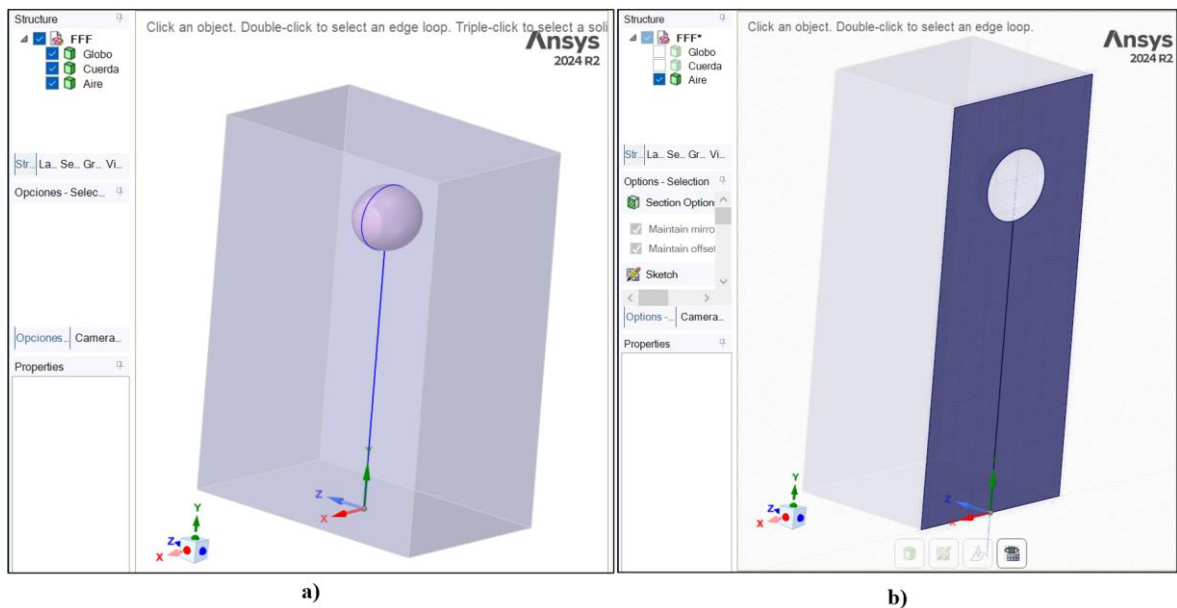 Structure
FFF
Globo
Cuerda
Aire
Str... La... Se... Gr... Vi...
Opciones - Selec...
Opciones... Camera...
Properties
Click an object. Double-click to select an edge loop. Triple-click to select a soli
Ansys
2024 R2
Y
Z
X
Y
Z
X
a)
Structure
FFF*
Globo
Cuerda
Aire
Str... La... Se... Gr... Vi...
Options - Selection
Section Options
Maintain mirro
Maintain offset
Sketch
Options -... Camera...
Properties
Click an object. Double-click to select an edge loop.
Ansys
2024 R2
Y
Z
X
Z
X
b)